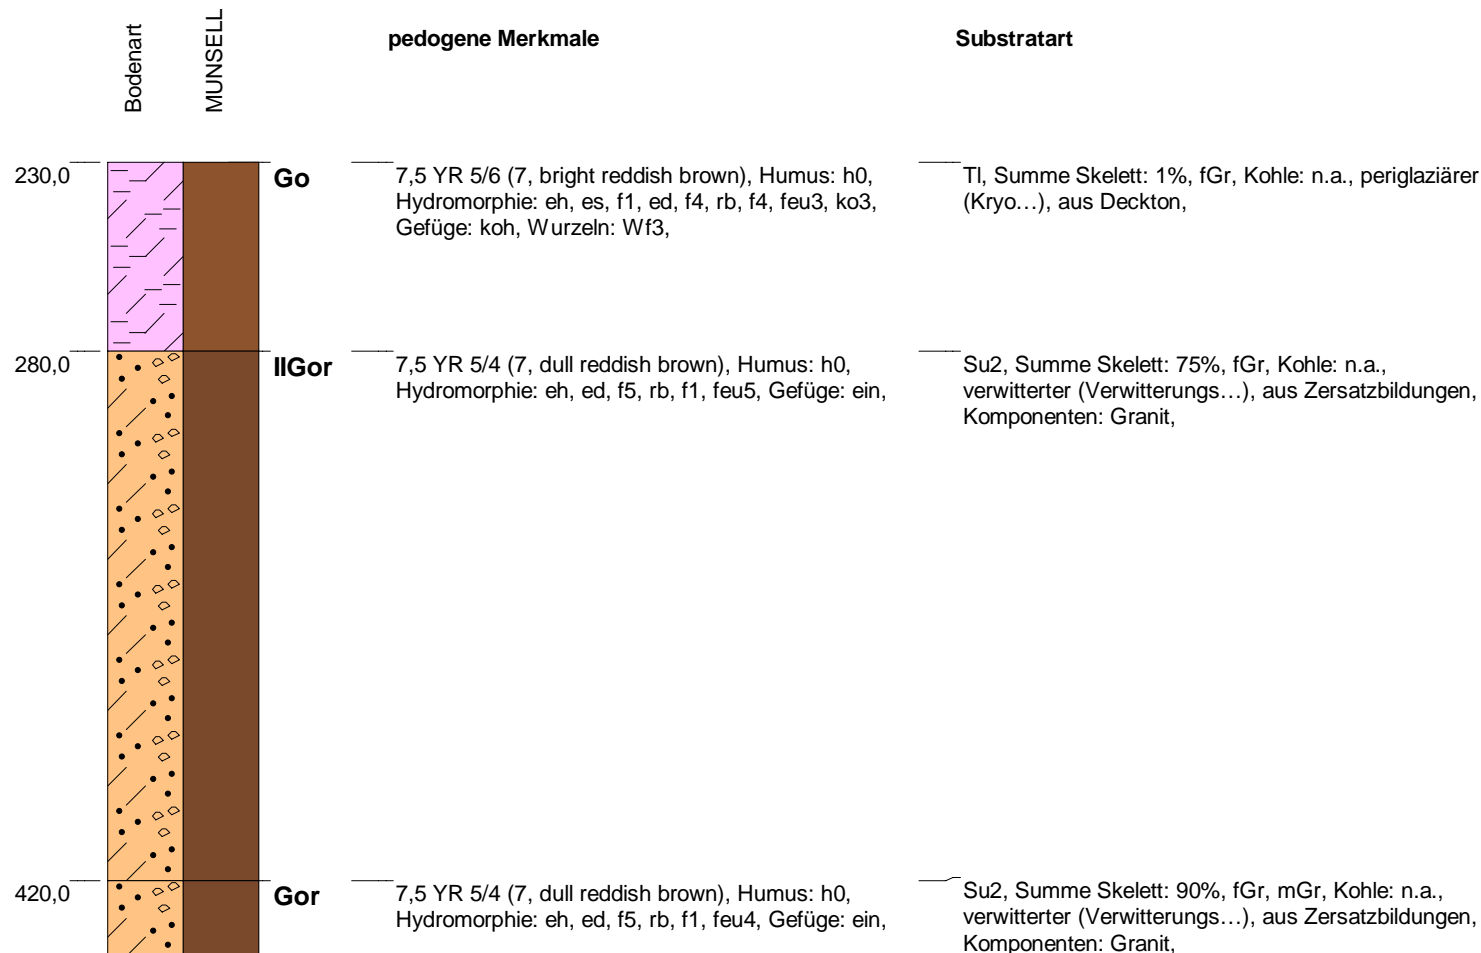 Bodenart
MUNSELL
pedogene Merkmale
Substratart
230,0
Go
7,5 YR 5/6 (7, bright reddish brown), Humus: h0,
Hydromorphie: eh, es, f1, ed, f4, rb, f4, feu3, ko3,
Gefüge: koh, Wurzeln: Wf3,
Tl, Summe Skelett: 1%, fGr, Kohle: n.a., periglaziärer
(Kryo…), aus Deckton,
280,0
IIGor
7,5 YR 5/4 (7, dull reddish brown), Humus: h0,
Hydromorphie: eh, ed, f5, rb, f1, feu5, Gefüge: ein,
Su2, Summe Skelett: 75%, fGr, Kohle: n.a.,
verwitterter (Verwitterungs…), aus Zersatzbildungen,
Komponenten: Granit,
420,0
Gor
7,5 YR 5/4 (7, dull reddish brown), Humus: h0,
Hydromorphie: eh, ed, f5, rb, f1, feu4, Gefüge: ein,
Su2, Summe Skelett: 90%, fGr, mGr, Kohle: n.a.,
verwitterter (Verwitterungs…), aus Zersatzbildungen,
Komponenten: Granit,